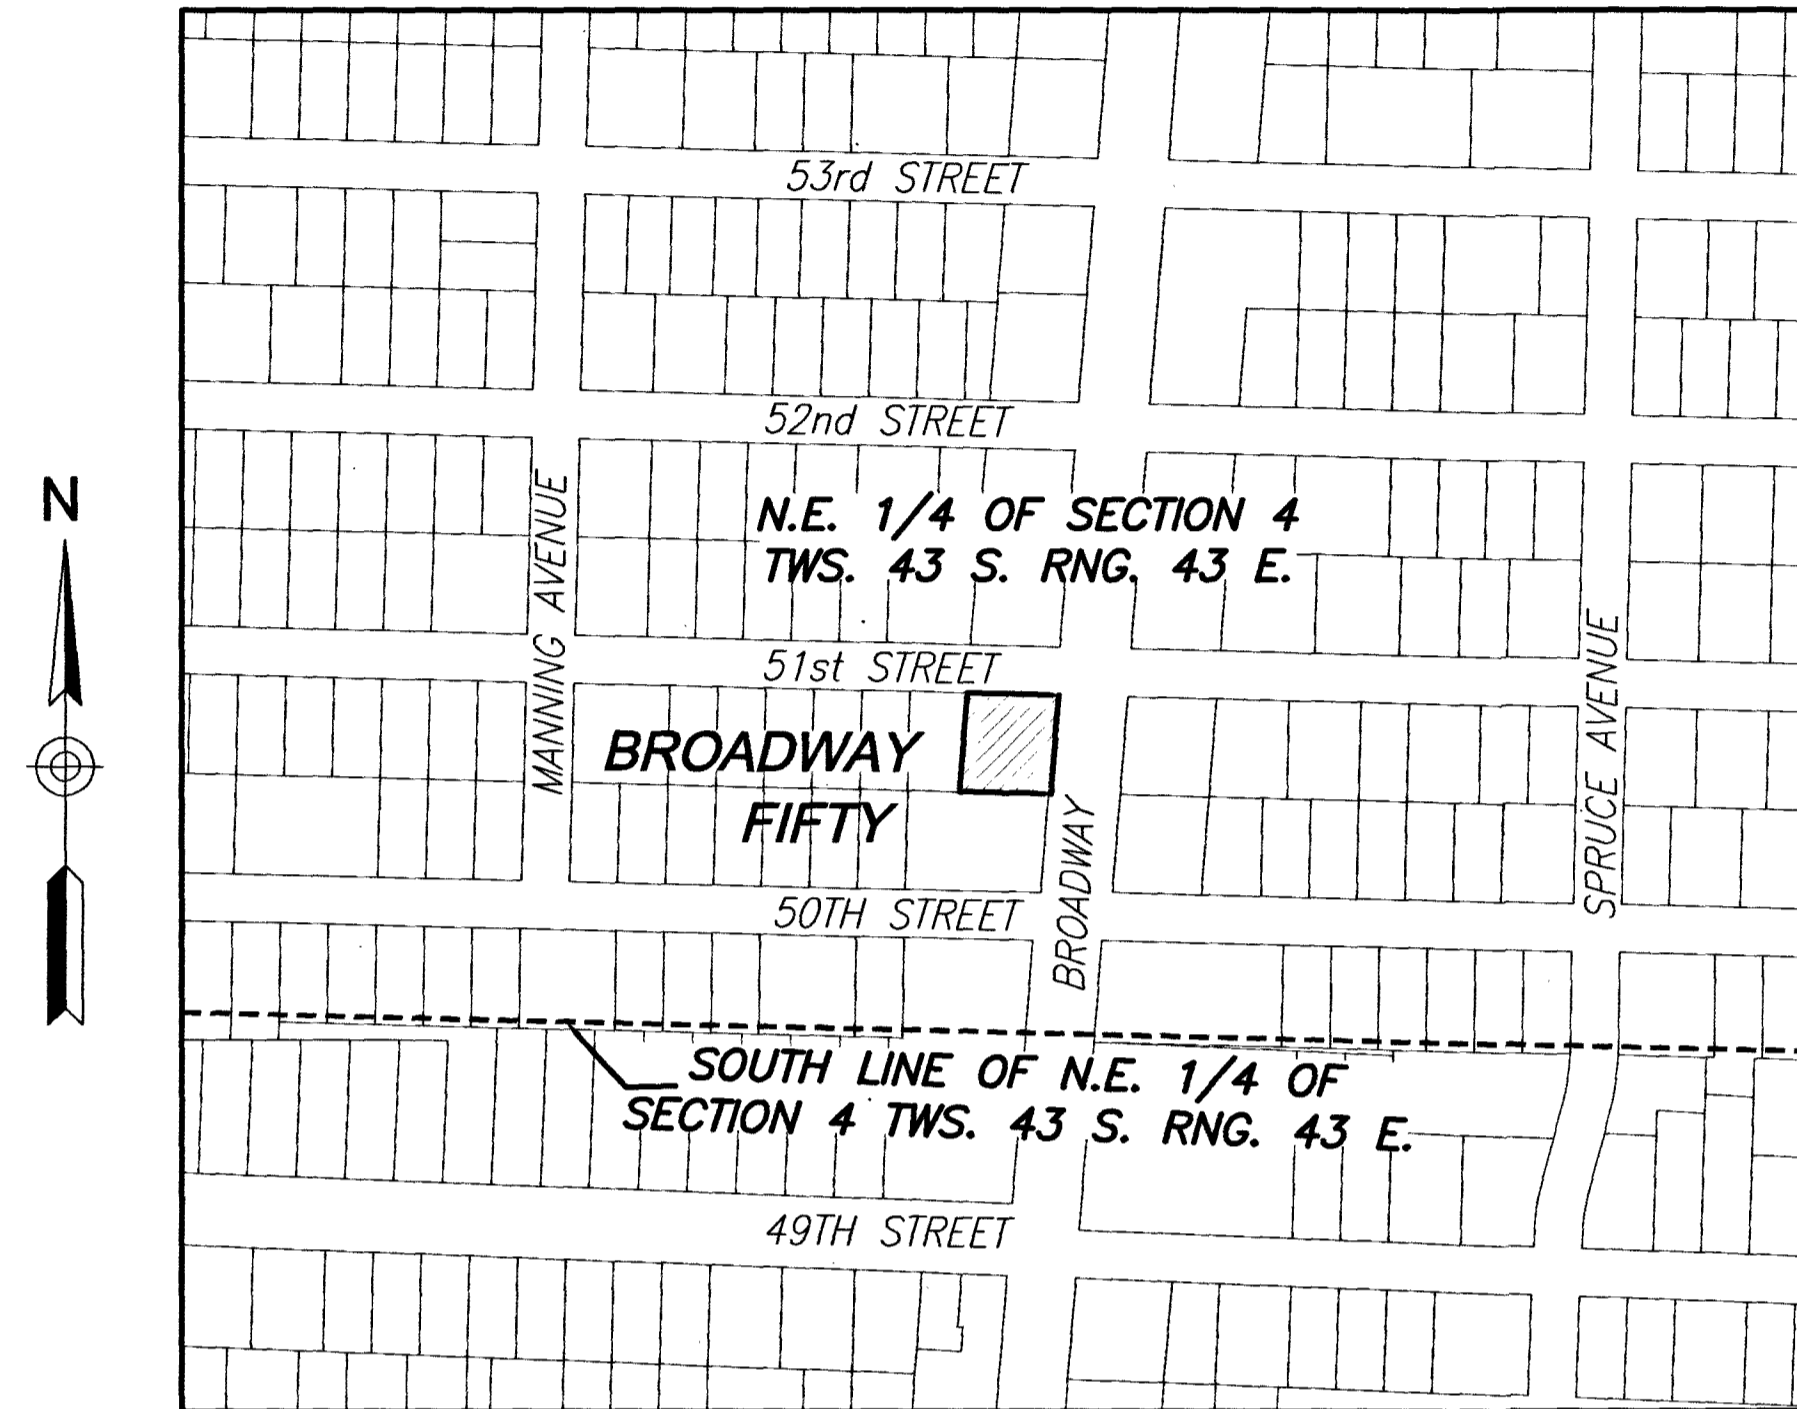 53rd STREET
52nd STREET
N
N.E. 1/4 OF SECTION 4
TWS. 43 S. RNG. 43 E.
MANNING AVENUE
SPRUCE AVENUE
51st STREET
BROADWAY
FIFTY
BROADWAY
50TH STREET
SOUTH LINE OF N.E. 1/4 OF
SECTION 4 TWS. 43 S. RNG. 43 E.
49TH STREET